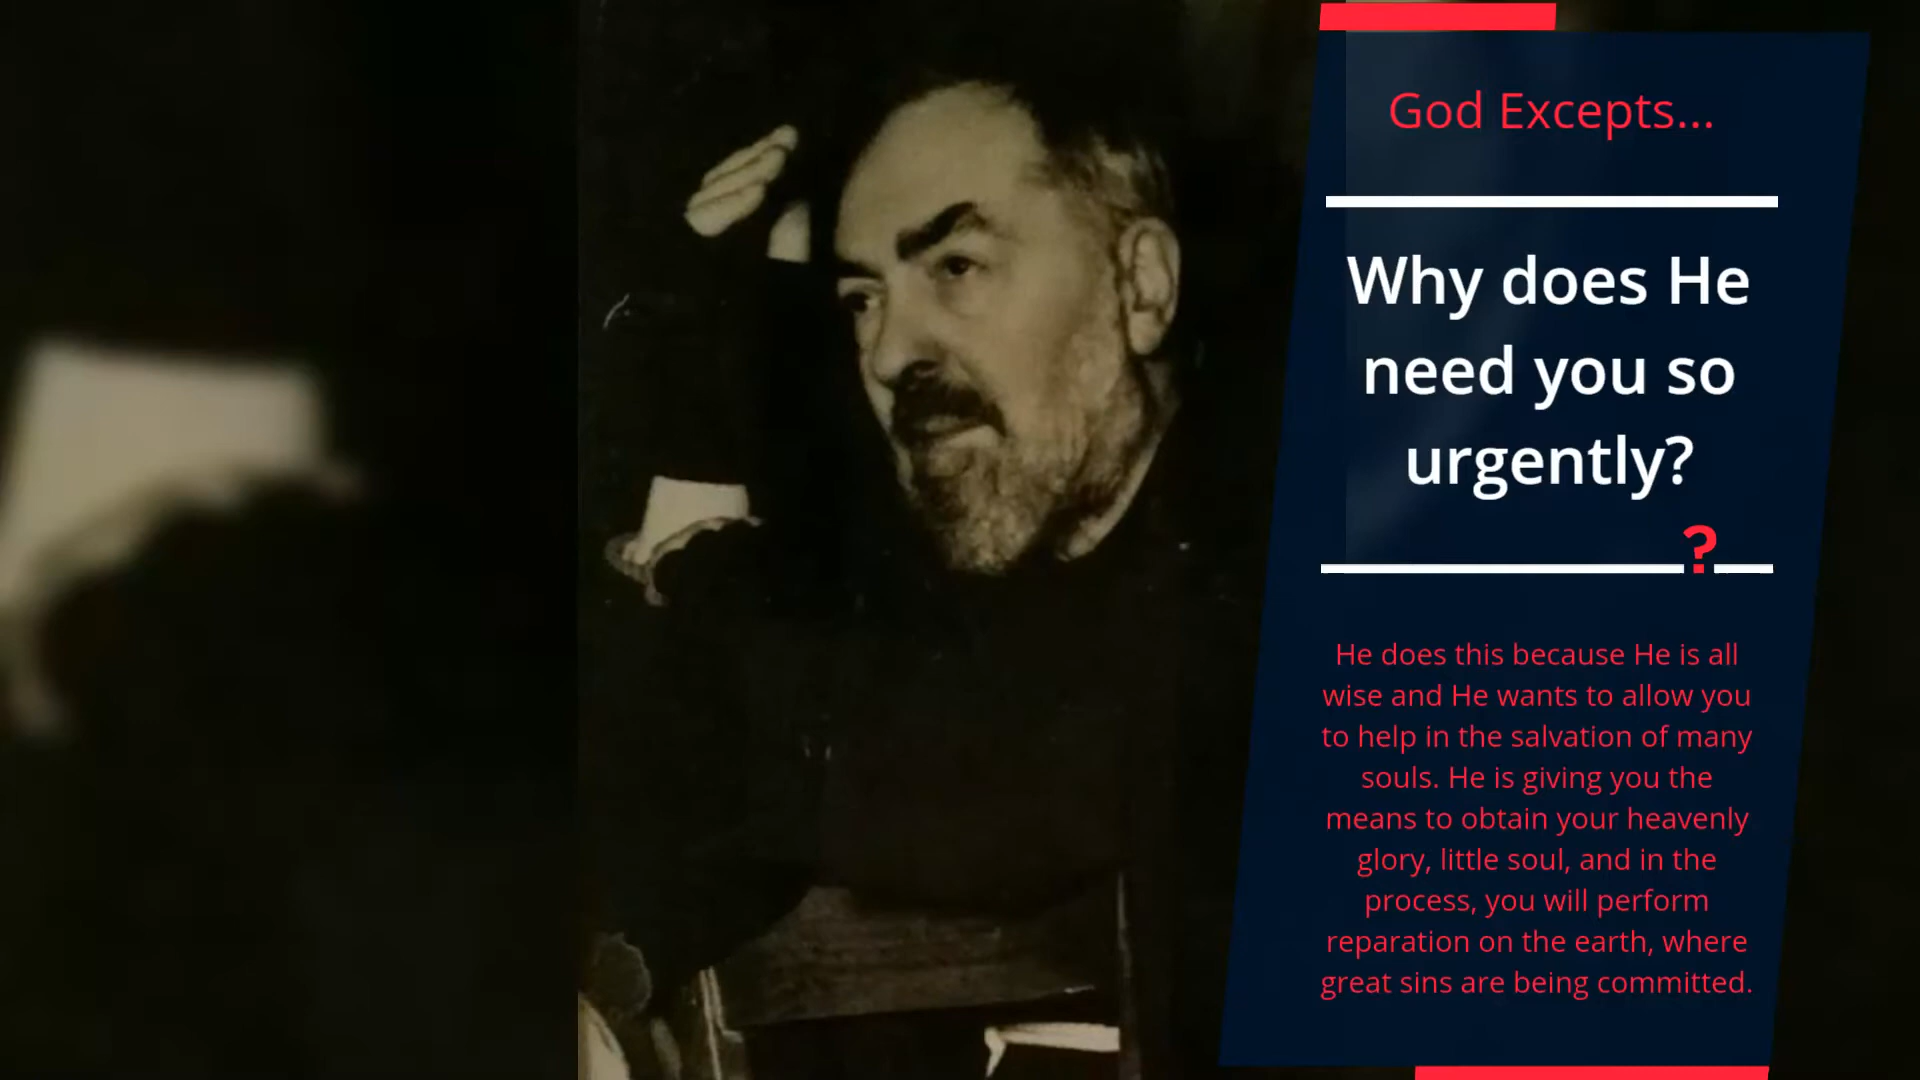 God Excepts...
Why does He
need you so
urgently?
?
He does this because He is all
wise and He wants to allow you
to help in the salvation of many
souls. He is giving you the
means to obtain your heavenly
glory, little soul, and in the
process, you will perform
reparation on the earth, where
great sins are being committed.